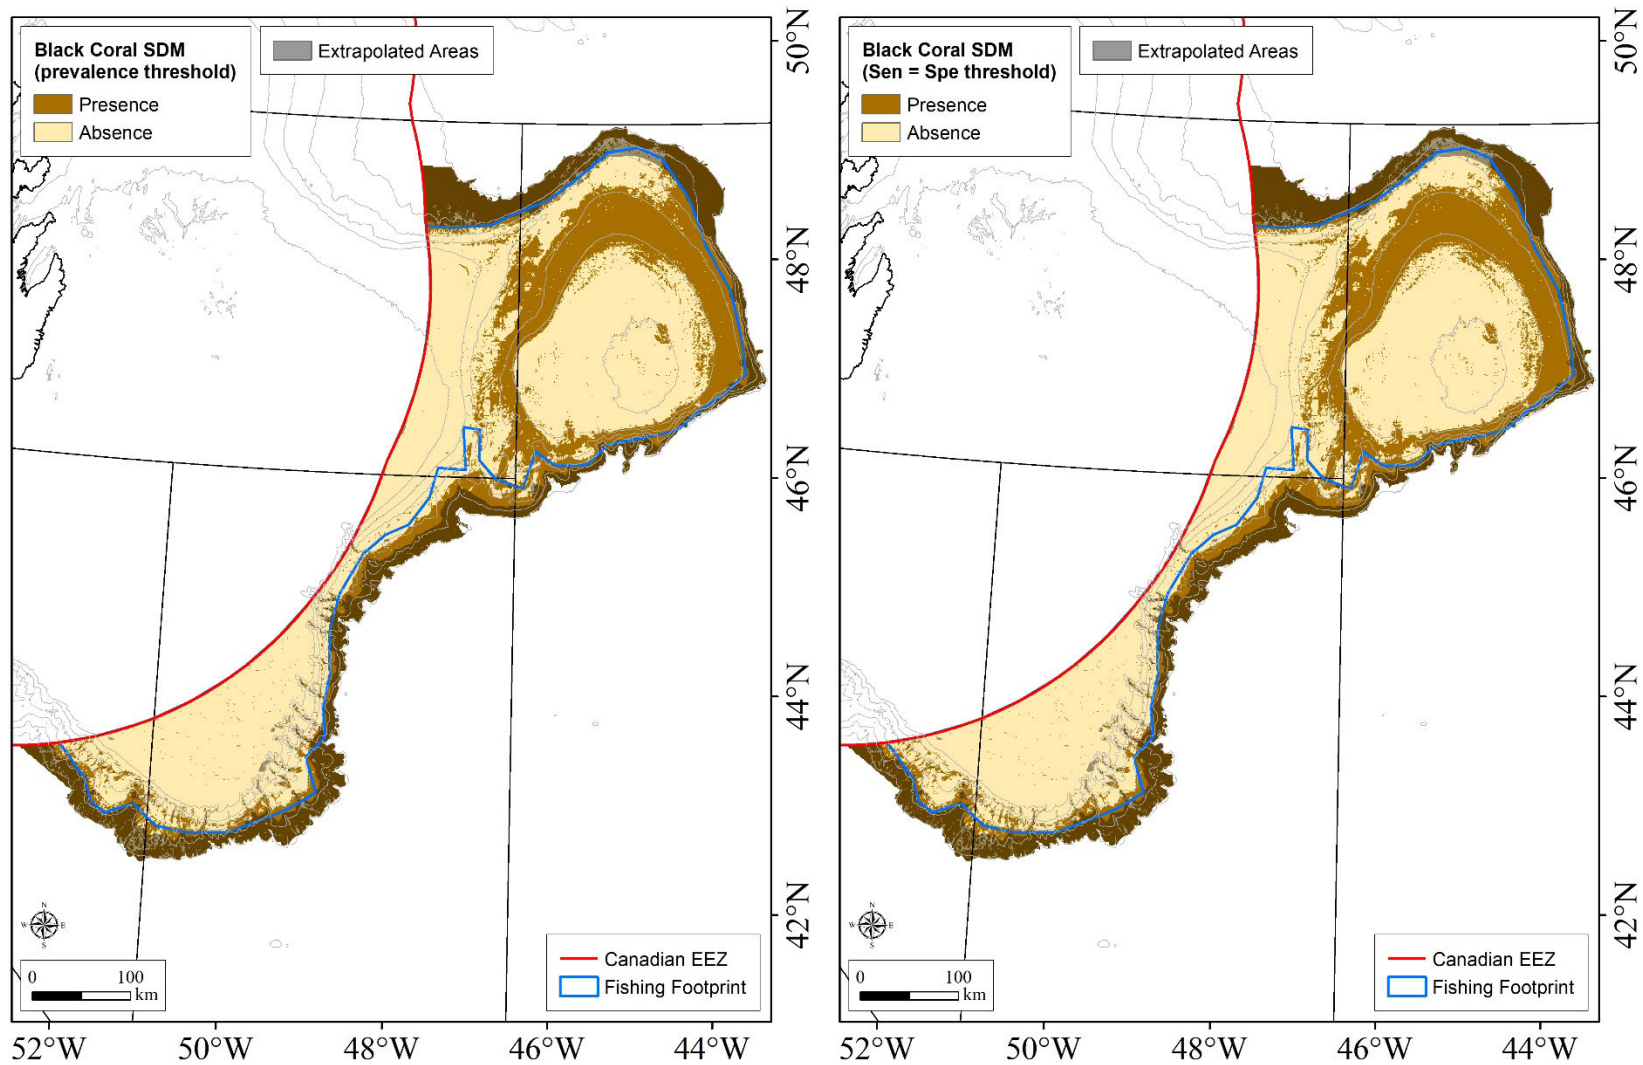 Black Coral SDM
(prevalence threshold)
Presence
Absence
Extrapolated Areas
N
W
E
S
0
100
km
Canadian EEZ
Fishing Footprint
52°W
50°W
48°W
46°W
44°W
50°N
48°N
46°N
44°N
42°N
Black Coral SDM
(Sen = Spe threshold)
Presence
Absence
Extrapolated Areas
N
W
E
S
0
100
km
Canadian EEZ
Fishing Footprint
52°W
50°W
48°W
46°W
44°W
50°N
48°N
46°N
44°N
42°N